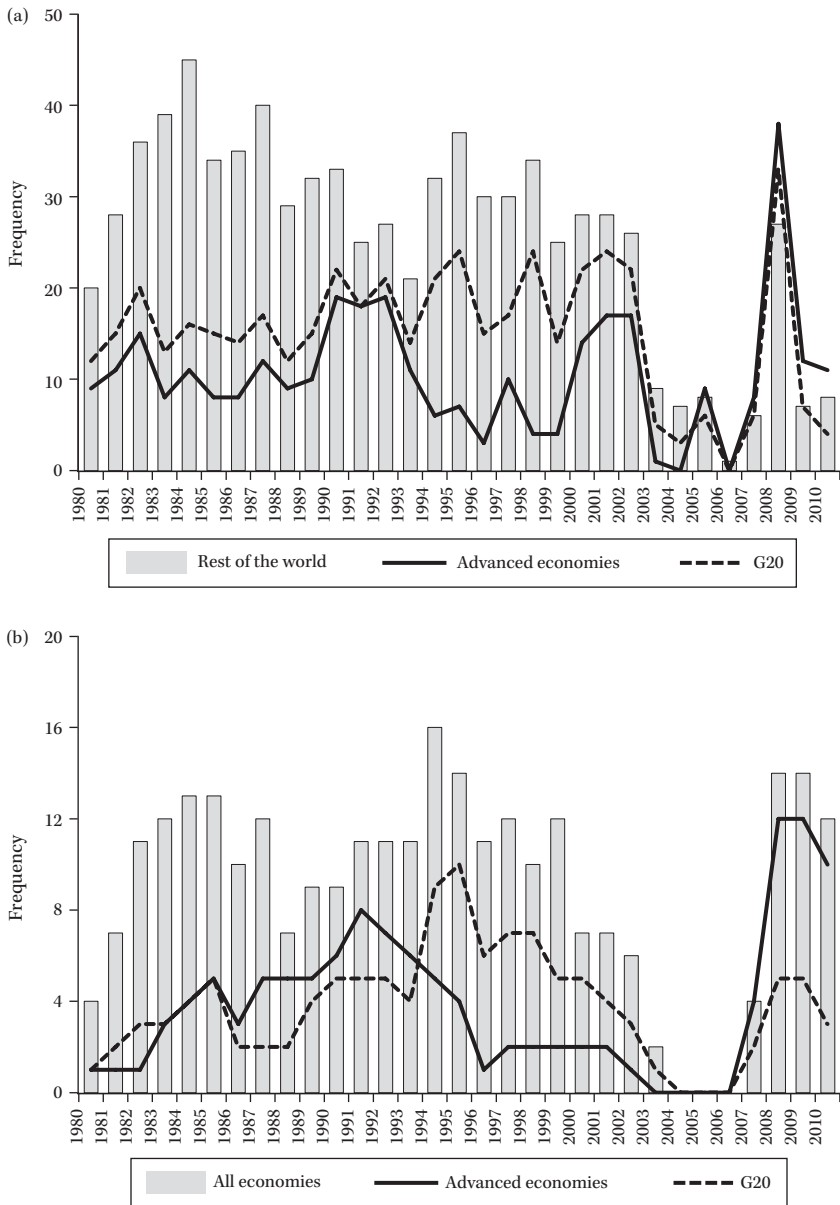 (a)
50
40
30
20
10
0
Frequency
1980 1981 1982 1983 1984 1985 1986 1987 1988 1989 1990 1991 1992 1993 1994 1995 1996 1997 1998 1999 2000 2001 2002 2003 2004 2005 2006 2007 2008 2009 2010
Rest of the world Advanced economies G20
(b)
20
16
12
8
4
0
Frequency
1980 1981 1982 1983 1984 1985 1986 1987 1988 1989 1990 1991 1992 1993 1994 1995 1996 1997 1998 1999 2000 2001 2002 2003 2004 2005 2006 2007 2008 2009 2010
All economies Advanced economies G20